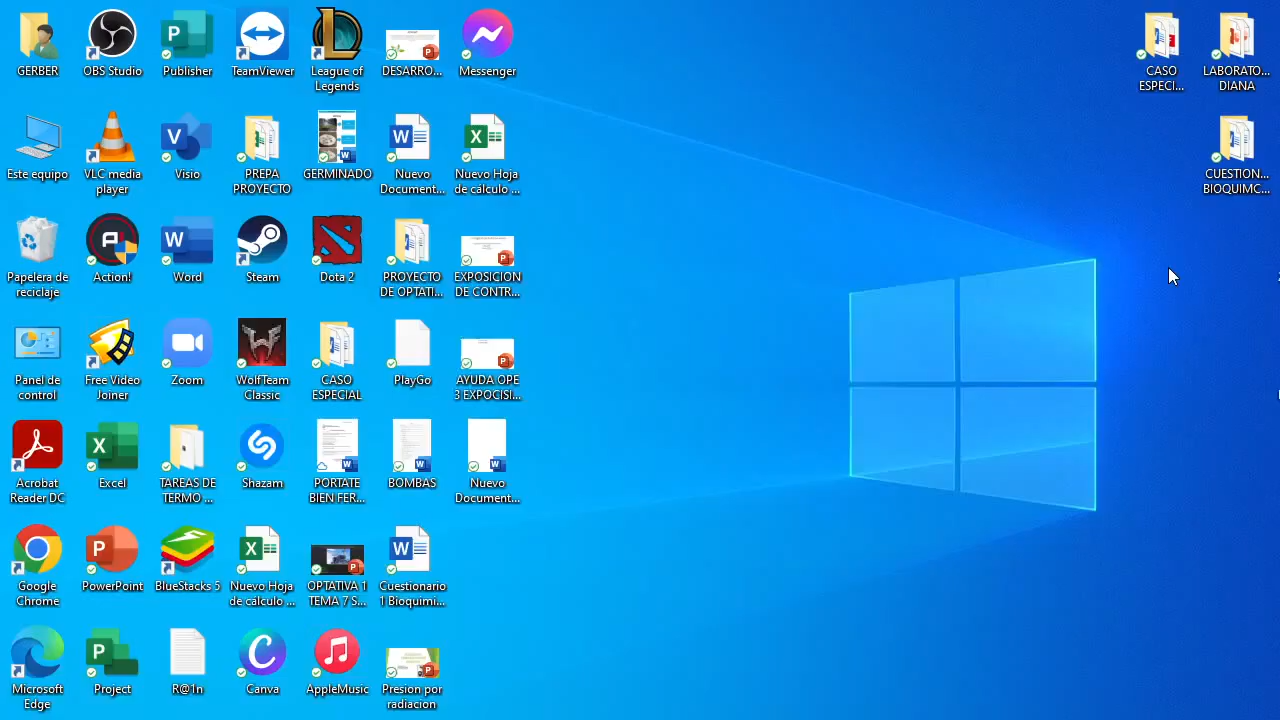 GERBER
OBS Studio
Publisher
TeamViewer
League of
Legends
DESARRO...
Messenger
CASO
ESPECI...
LABORATO...
DIANA
Este equipo
VLC media
player
Visio
PREPA
PROYECTO
GERMINADO
Nuevo
Document...
Nuevo Hoja
de cálculo ...
CUESTION...
BIOQUIMC...
Papelera de
reciclaje
Action!
Word
Steam
Dota 2
PROYECTO
DE OPTATI...
EXPOSICION
DE CONTR...
Panel de
control
Free Video
Joiner
Zoom
WolfTeam
Classic
CASO
ESPECIAL
PlayGo
AYUDA OPE
3 EXPOCISI...
Acrobat
Reader DC
Excel
TAREAS DE
TERMO ...
Shazam
PORTATE
BIEN FER...
BOMBAS
Nuevo
Document...
Google
Chrome
PowerPoint
BlueStacks 5
Nuevo Hoja
de cálculo ...
OPTATIVA 1
TEMA 7 S...
Cuestionario
1 Bioquimi...
Microsoft
Edge
Project
R@1n
Canva
AppleMusic
Presion por
radiacion